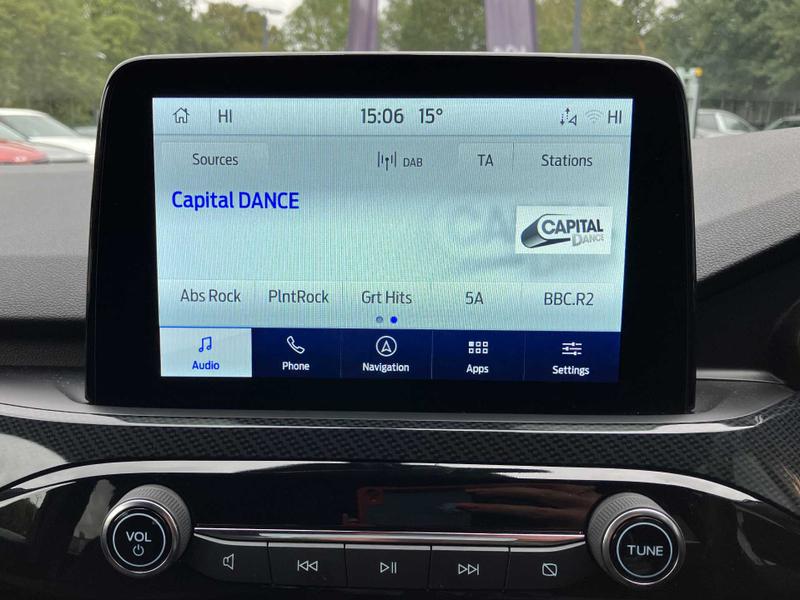 HI 15:06 15° HI
Sources DAB TA Stations
Capital DANCE
CAPITAL
DANCE
Abs Rock PlntRock Grt Hits 5A BBC.R2
Audio Phone Navigation Apps Settings
VOL TUNE